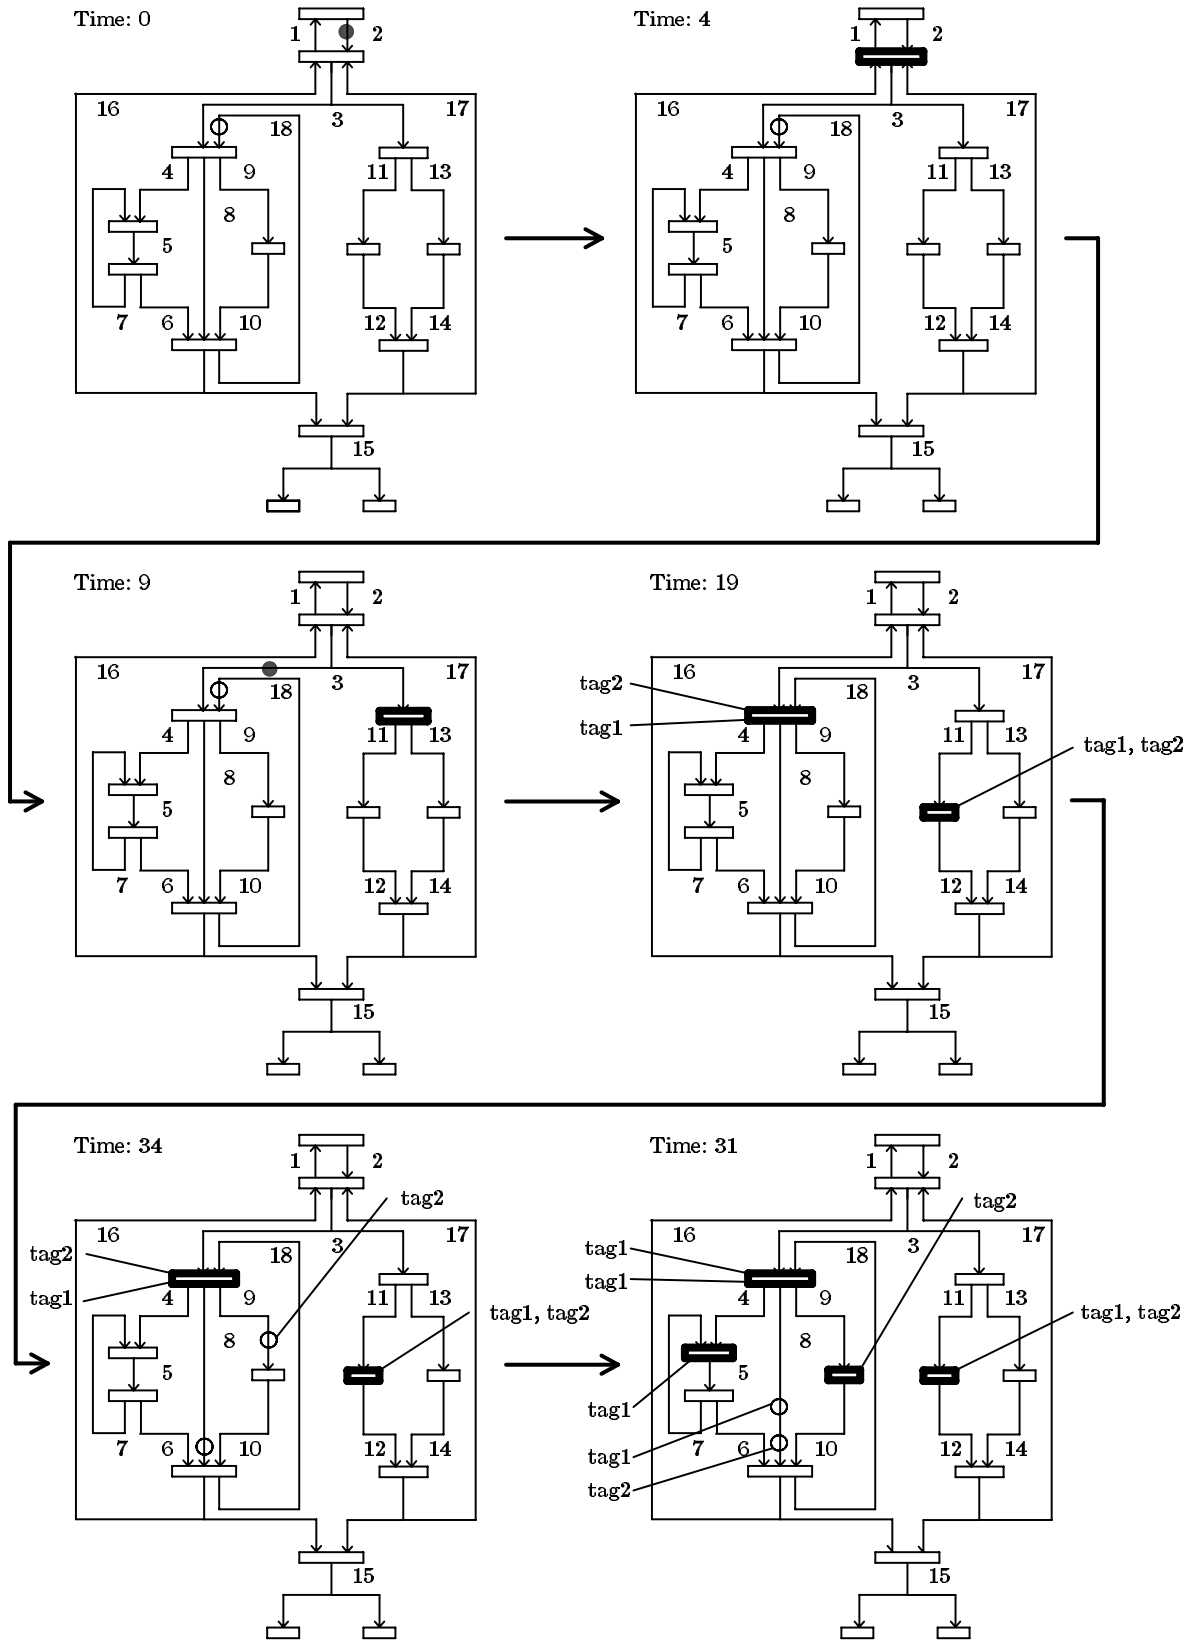 Time: 0
1 2
16 3 18 17
4 9 11 13
8
5
7 6 10 12 14
15
Time: 4
1 2
16 3 18 17
4 9 11 13
8
5
7 6 10 12 14
15
Time: 9
1 2
16 18 3 17
4 9 11 13
8
5
7 6 10 12 14
15
Time: 19
1 2
16 18 3 17
tag2
tag1
4 9 11 13
tag1, tag2
8
5
7 6 10 12 14
15
Time: 34
1 2
tag2
16 18 3 17
tag2
tag1
4 9 11 13
tag1, tag2
8
5
7 6 10 12 14
15
Time: 31
1 2
tag2
16 18 3 17
tag1
tag1
4 9 11 13
tag1, tag2
8
5
tag1
7 6 10 12 14
tag1
tag2
15